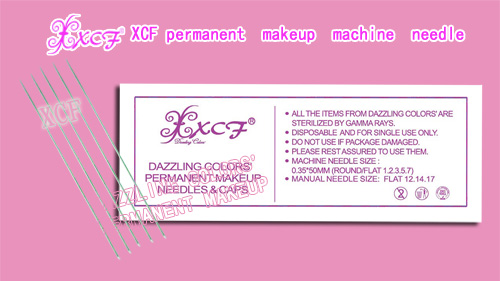 XCF® XCF permanent makeup machine needle
XCF
XCF®
Dazzling Colors
DAZZLING COLORS'
PERMANENT MAKEUP
NEEDLES & CAPS
• ALL THE ITEMS FROM DAZZLING COLORS' ARE
STERILIZED BY GAMMA RAYS.
• DISPOSABLE AND FOR SINGLE USE ONLY.
• DO NOT USE IF PACKAGE DAMAGED.
• PLEASE REST ASSURED TO USE THEM.
• MACHINE NEEDLE SIZE :
0.35*50MM (ROUND/FLAT 1.2.3.5.7)
• MANUAL NEEDLE SIZE: FLAT 12.14.17